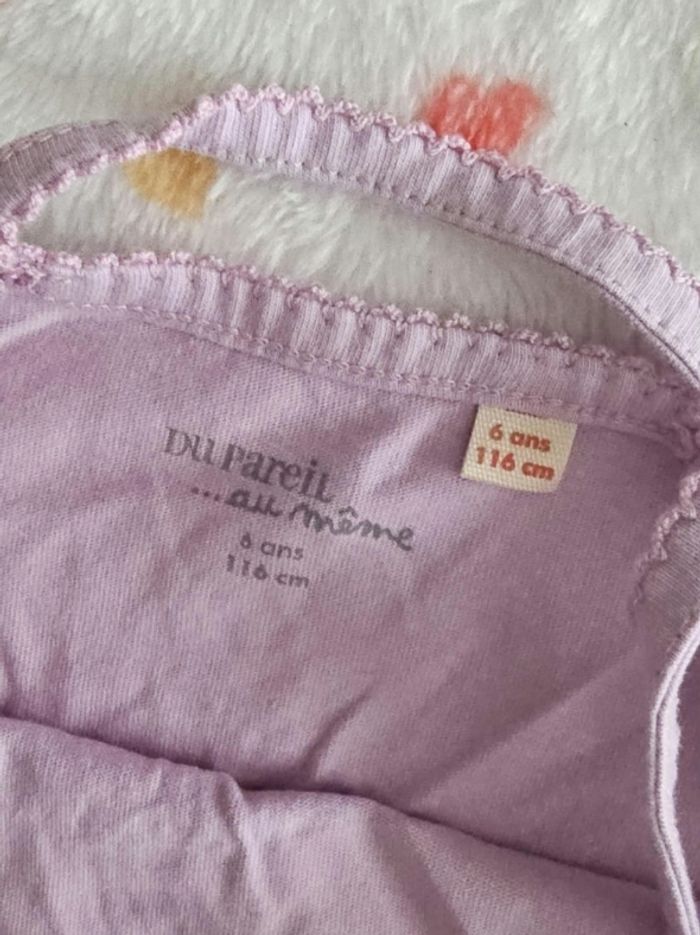 DU Pareil
...au même
6 ans
116 cm
6 ans
116 cm